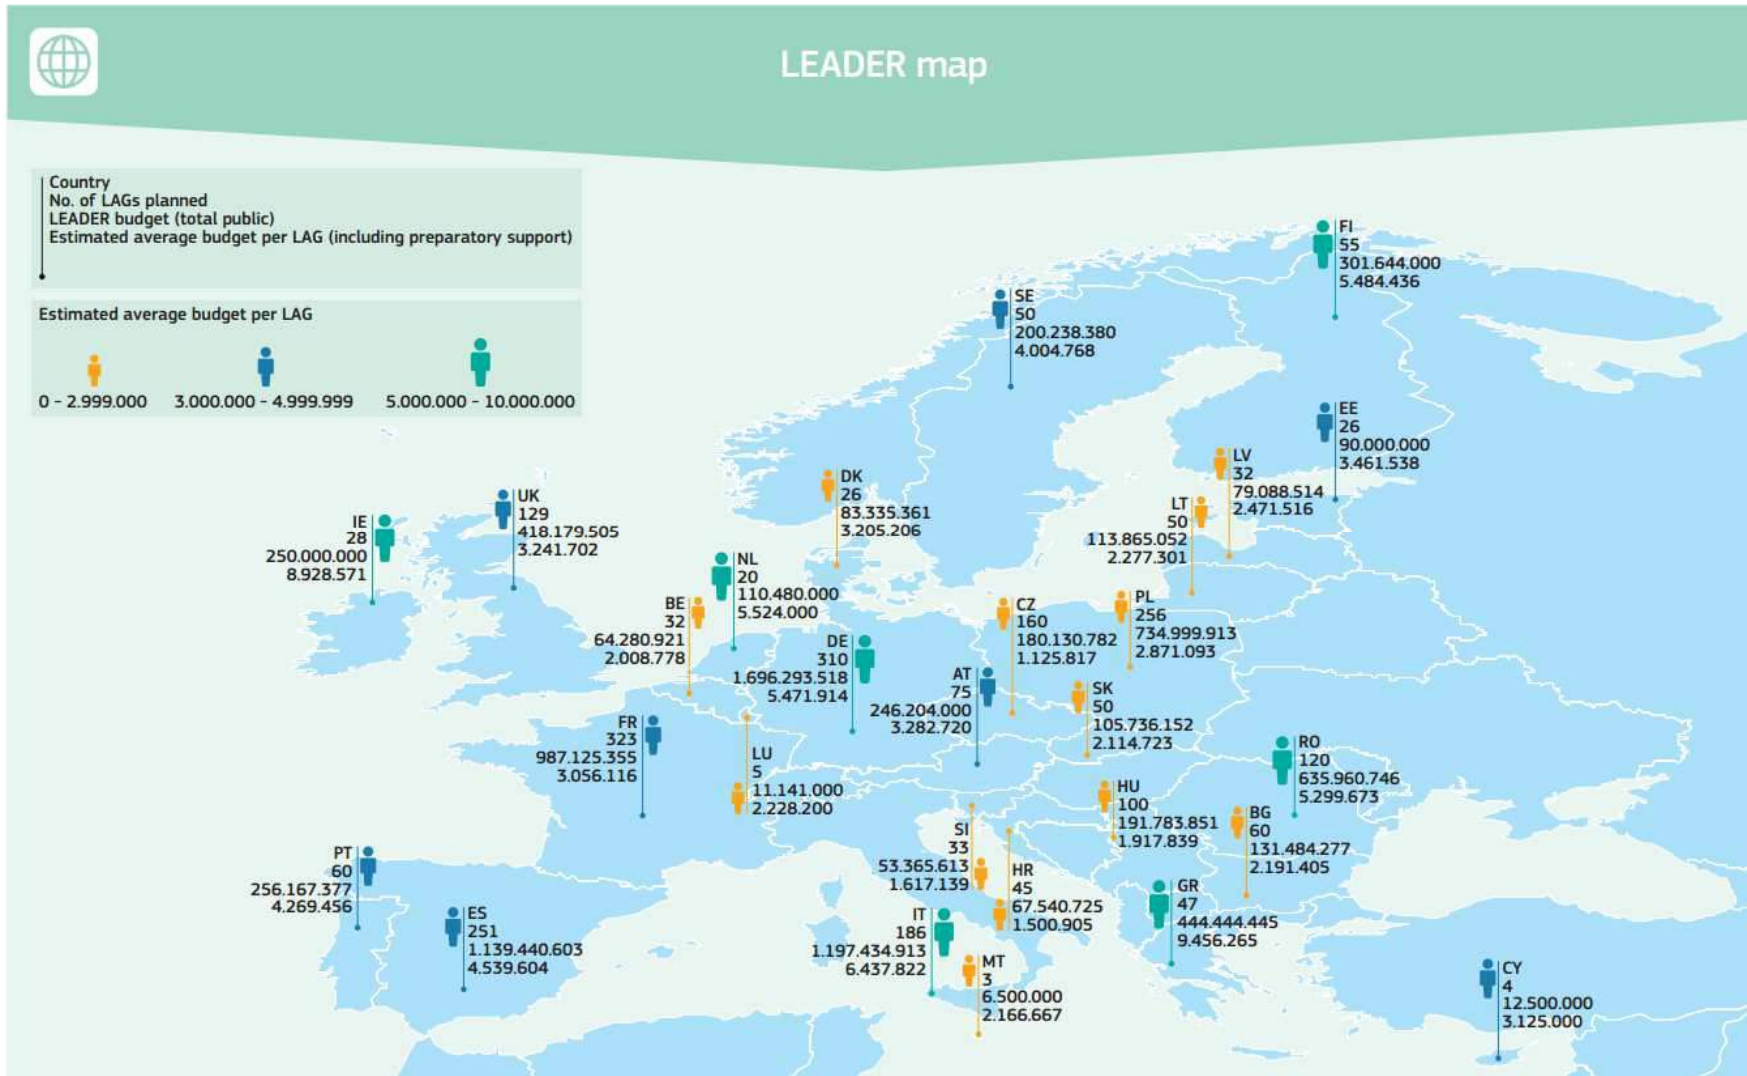 LEADER map
Country
No. of LAGs planned
LEADER budget (total public)
Estimated average budget per LAG (including preparatory support)
Estimated average budget per LAG
0 - 2.999.000
3.000.000 - 4.999.999
5.000.000 - 10.000.000
FI
55
301.644.000
5.484.436
SE
50
200.238.380
4.004.768
EE
26
90.000.000
3.461.538
LV
32
79.088.514
2.471.516
LT
50
113.865.052
2.277.301
DK
26
83.335.361
3.205.206
UK
129
418.179.505
3.241.702
IE
28
250.000.000
8.928.571
NL
20
110.480.000
5.524.000
BE
32
64.280.921
2.008.778
DE
310
1.696.293.518
5.471.914
CZ
160
180.130.782
1.125.817
PL
256
734.999.913
2.871.093
AT
75
246.204.000
3.282.720
SK
50
105.736.152
2.114.723
FR
323
987.125.355
3.056.116
LU
5
11.141.000
2.228.200
RO
120
635.960.746
5.299.673
HU
100
191.783.851
1.917.839
BG
60
131.484.277
2.191.405
SI
33
53.365.613
1.617.139
HR
45
67.540.725
1.500.905
PT
60
256.167.377
4.269.456
ES
251
1.139.440.603
4.539.604
IT
186
1.197.434.913
6.437.822
GR
47
444.444.445
9.456.265
MT
3
6.500.000
2.166.667
CY
4
12.500.000
3.125.000